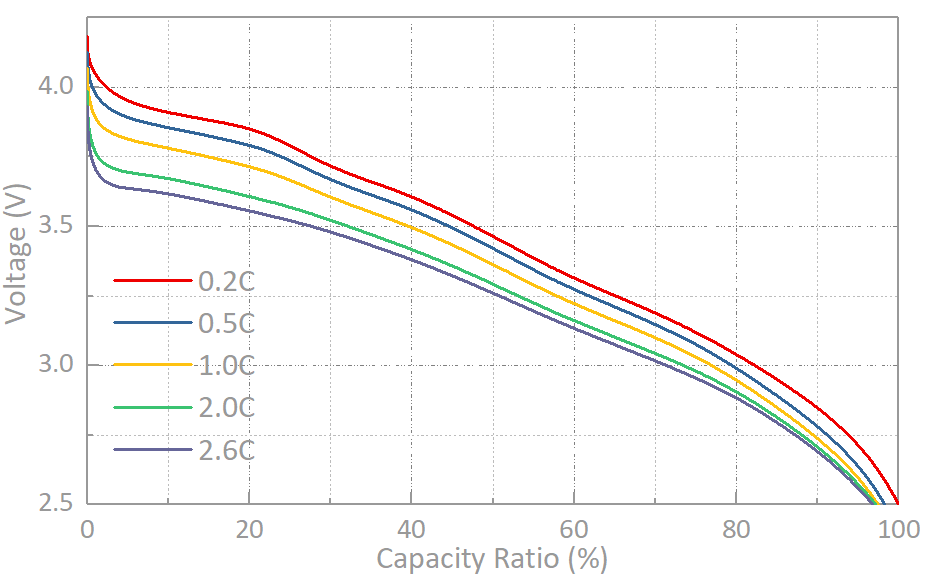 4.0
3.5
3.0
2.5
Voltage (V)
0.2C
0.5C
1.0C
2.0C
2.6C
0 20 40 60 80 100
Capacity Ratio (%)